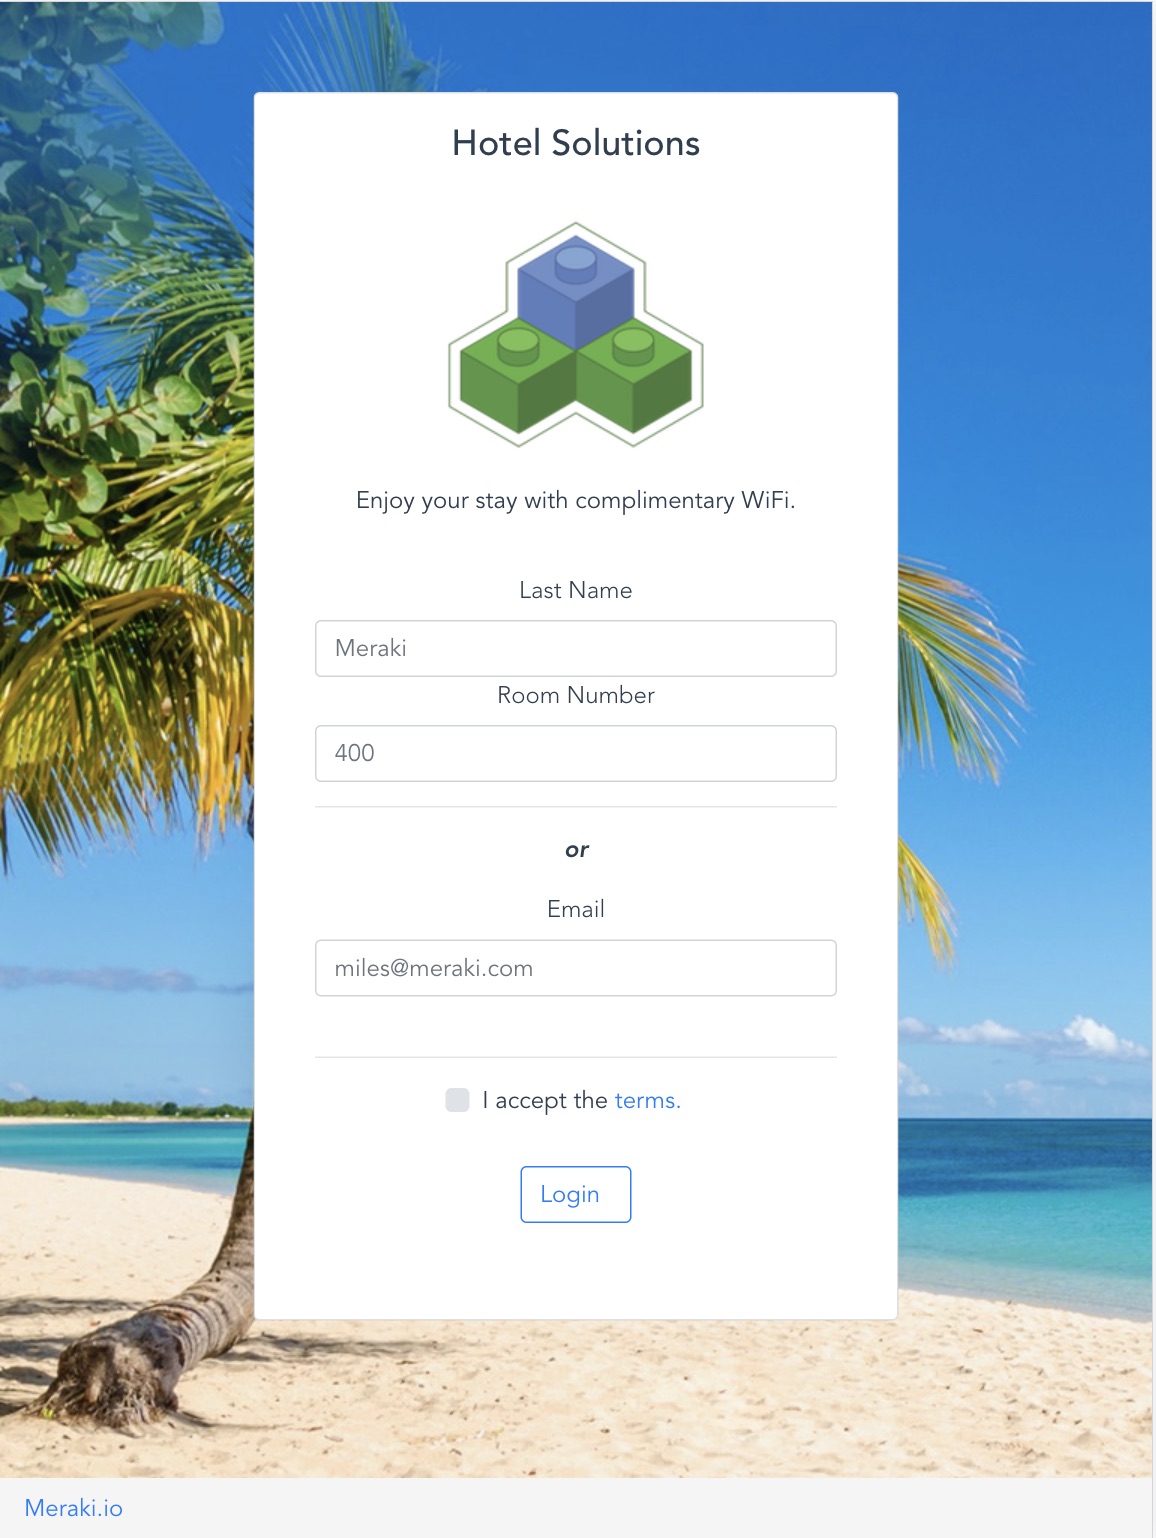 Hotel Solutions
Enjoy your stay with complimentary WiFi.
Last Name
Meraki
Room Number
400
or
Email
miles@meraki.com
I accept the terms.
Login
Meraki.io